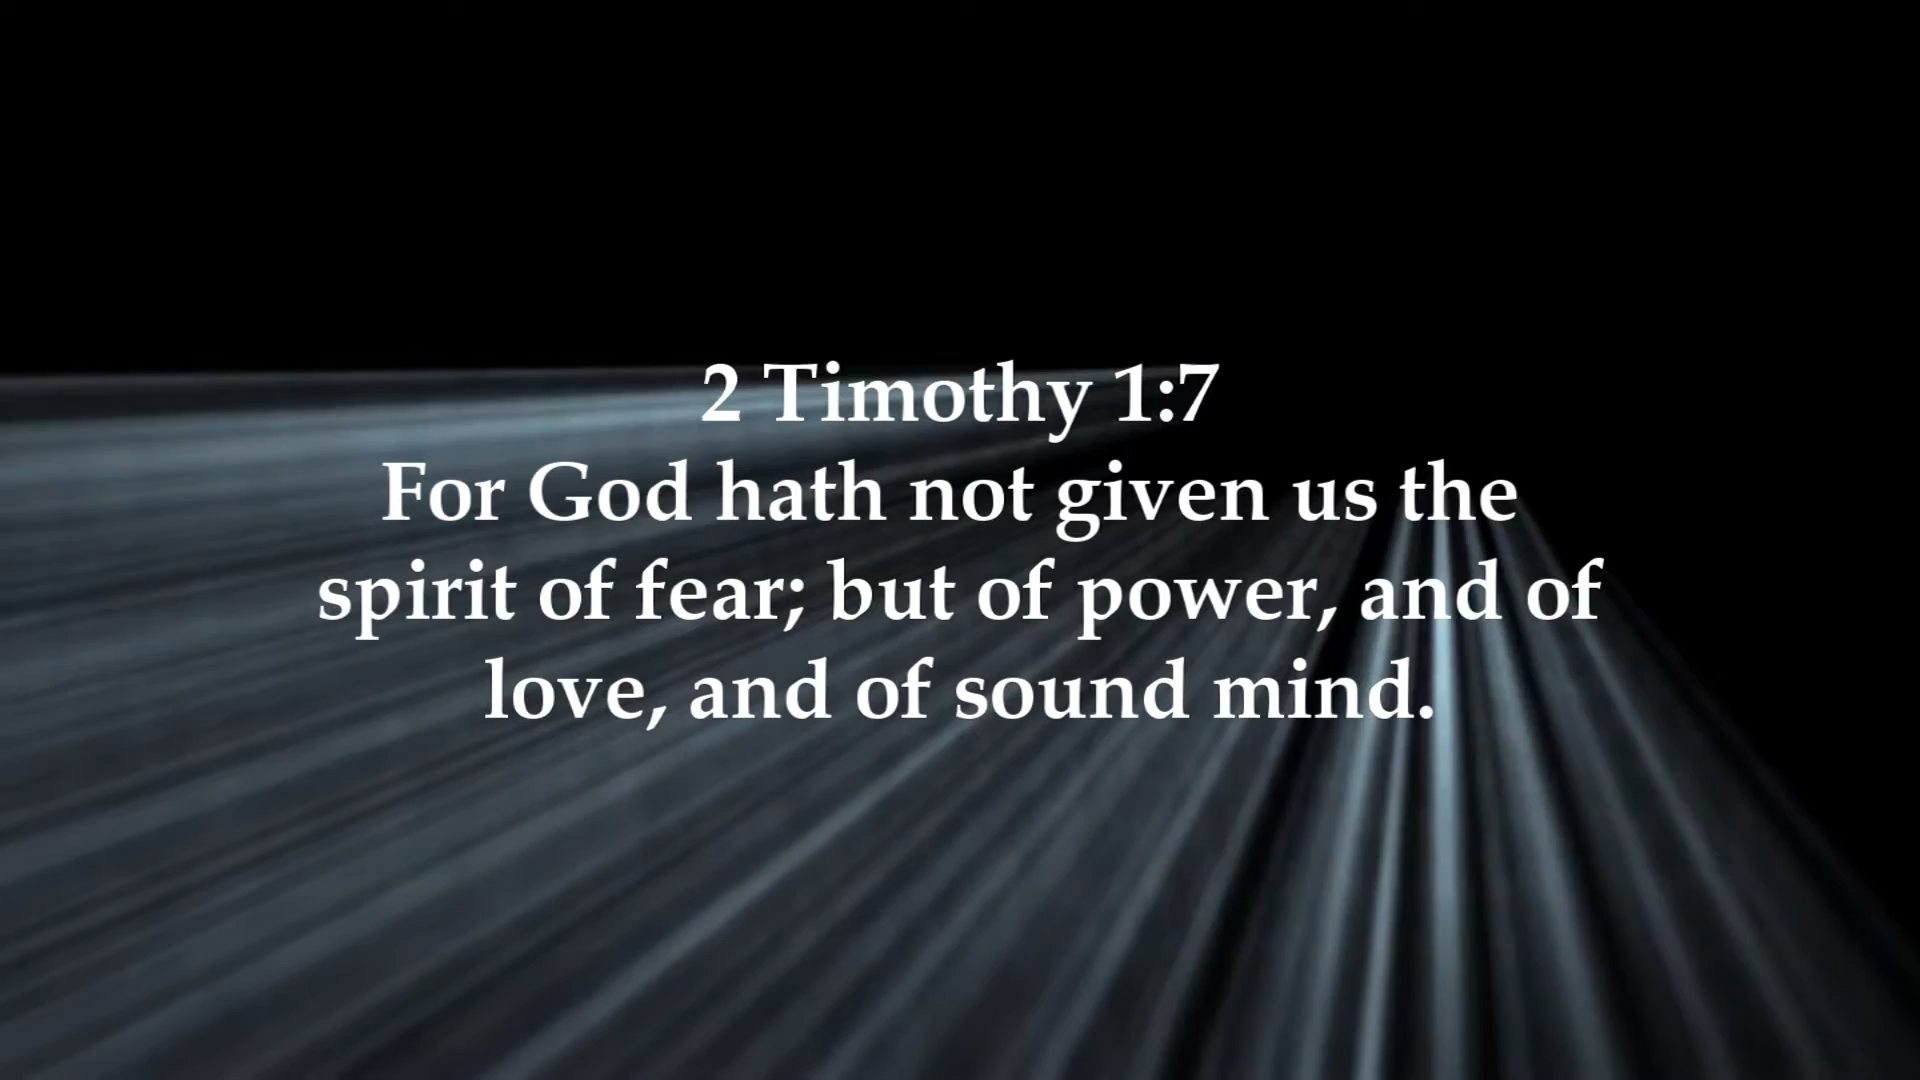 2 Timothy 1:7
For God hath not given us the
spirit of fear; but of power, and of
love, and of sound mind.